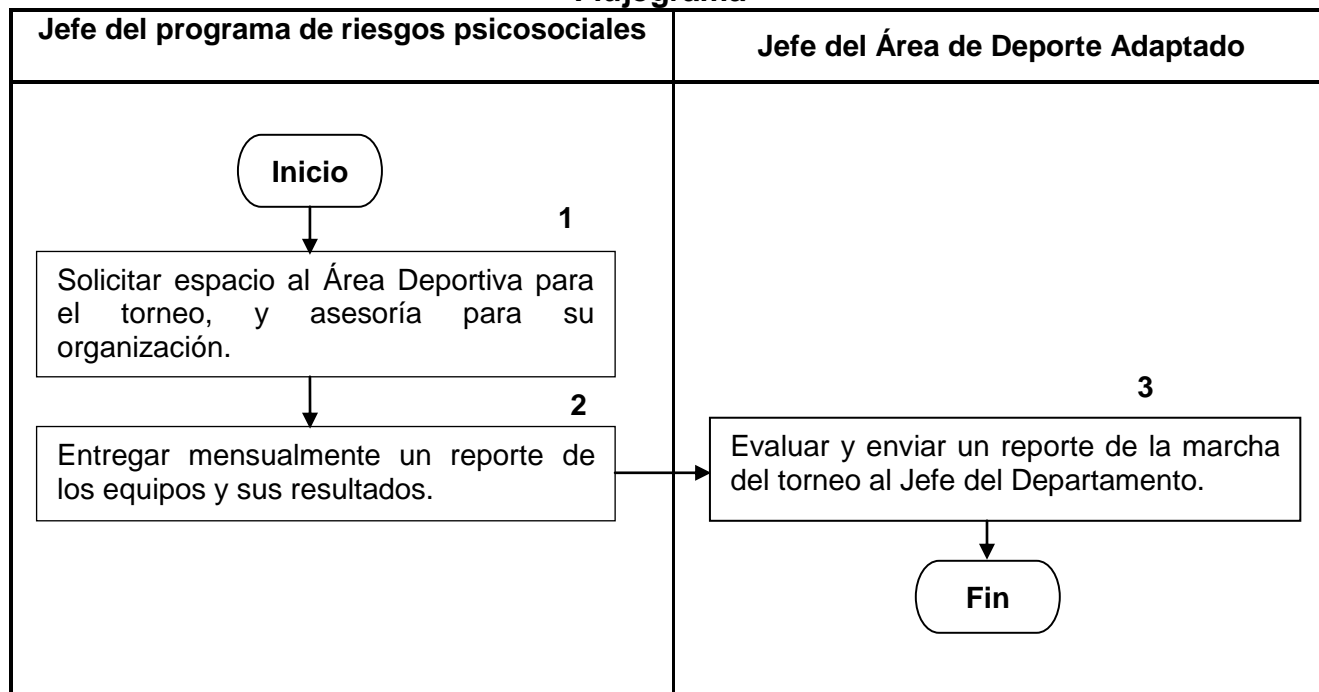 Flujograma
Jefe del programa de riesgos psicosociales
Jefe del Área de Deporte Adaptado
Inicio
1
Solicitar espacio al Área Deportiva para
el torneo, y asesoría para su
organización.
2
Entregar mensualmente un reporte de
los equipos y sus resultados.
3
Evaluar y enviar un reporte de la marcha
del torneo al Jefe del Departamento.
Fin